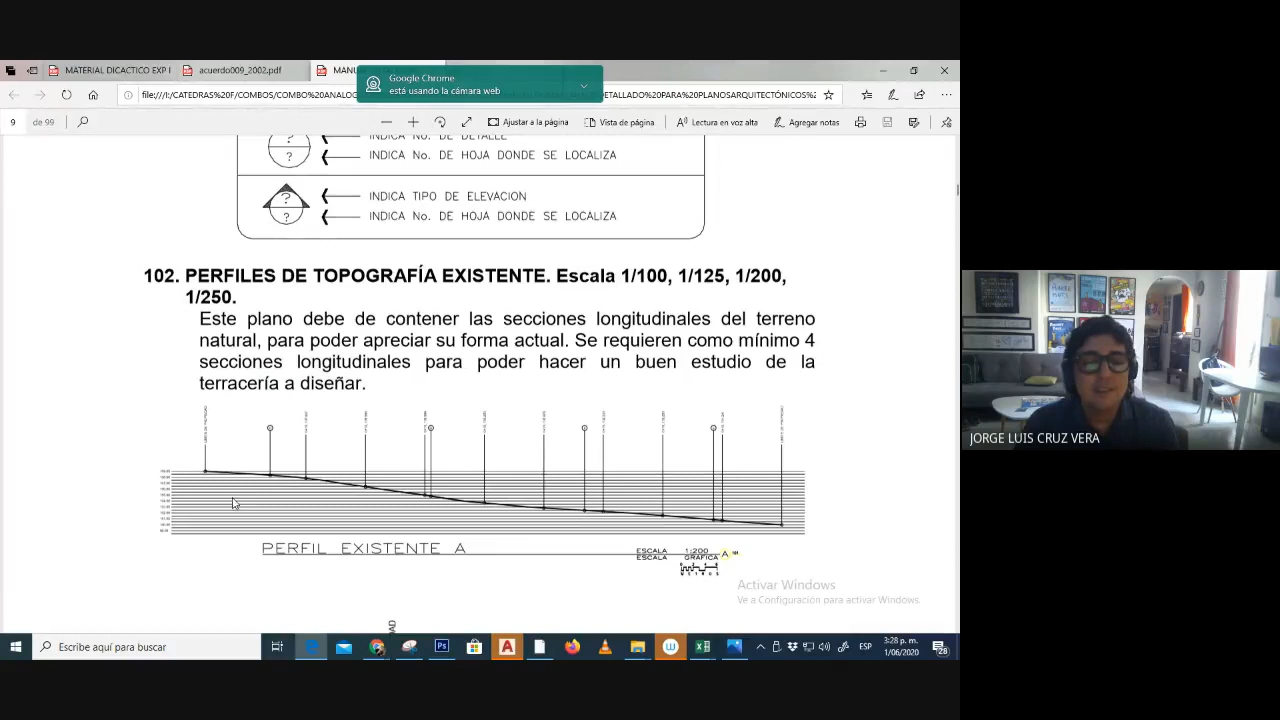 MATERIAL DIDACTICO EXP I
acuerdo009_2002.pdf
Google Chrome
está usando la cámara web
9 de 99
Ajustar a la página
Vista de página
Lectura en voz alta
Agregar notas
?
INDICA No. DE DETALLE
?
INDICA No. DE HOJA DONDE SE LOCALIZA
?
INDICA TIPO DE ELEVACION
?
INDICA No. DE HOJA DONDE SE LOCALIZA
102. PERFILES DE TOPOGRAFÍA EXISTENTE. Escala 1/100, 1/125, 1/200,
1/250.
Este plano debe de contener las secciones longitudinales del terreno
natural, para poder apreciar su forma actual. Se requieren como mínimo 4
secciones longitudinales para poder hacer un buen estudio de la
terracería a diseñar.
PERFIL EXISTENTE A
ESCALA 1:200
ESCALA GRAFICA
A
METROS
Activar Windows
Ve a Configuración para activar Windows.
JORGE LUIS CRUZ VERA
Escribe aquí para buscar
ESP
3:28 p. m.
1/06/2020
28